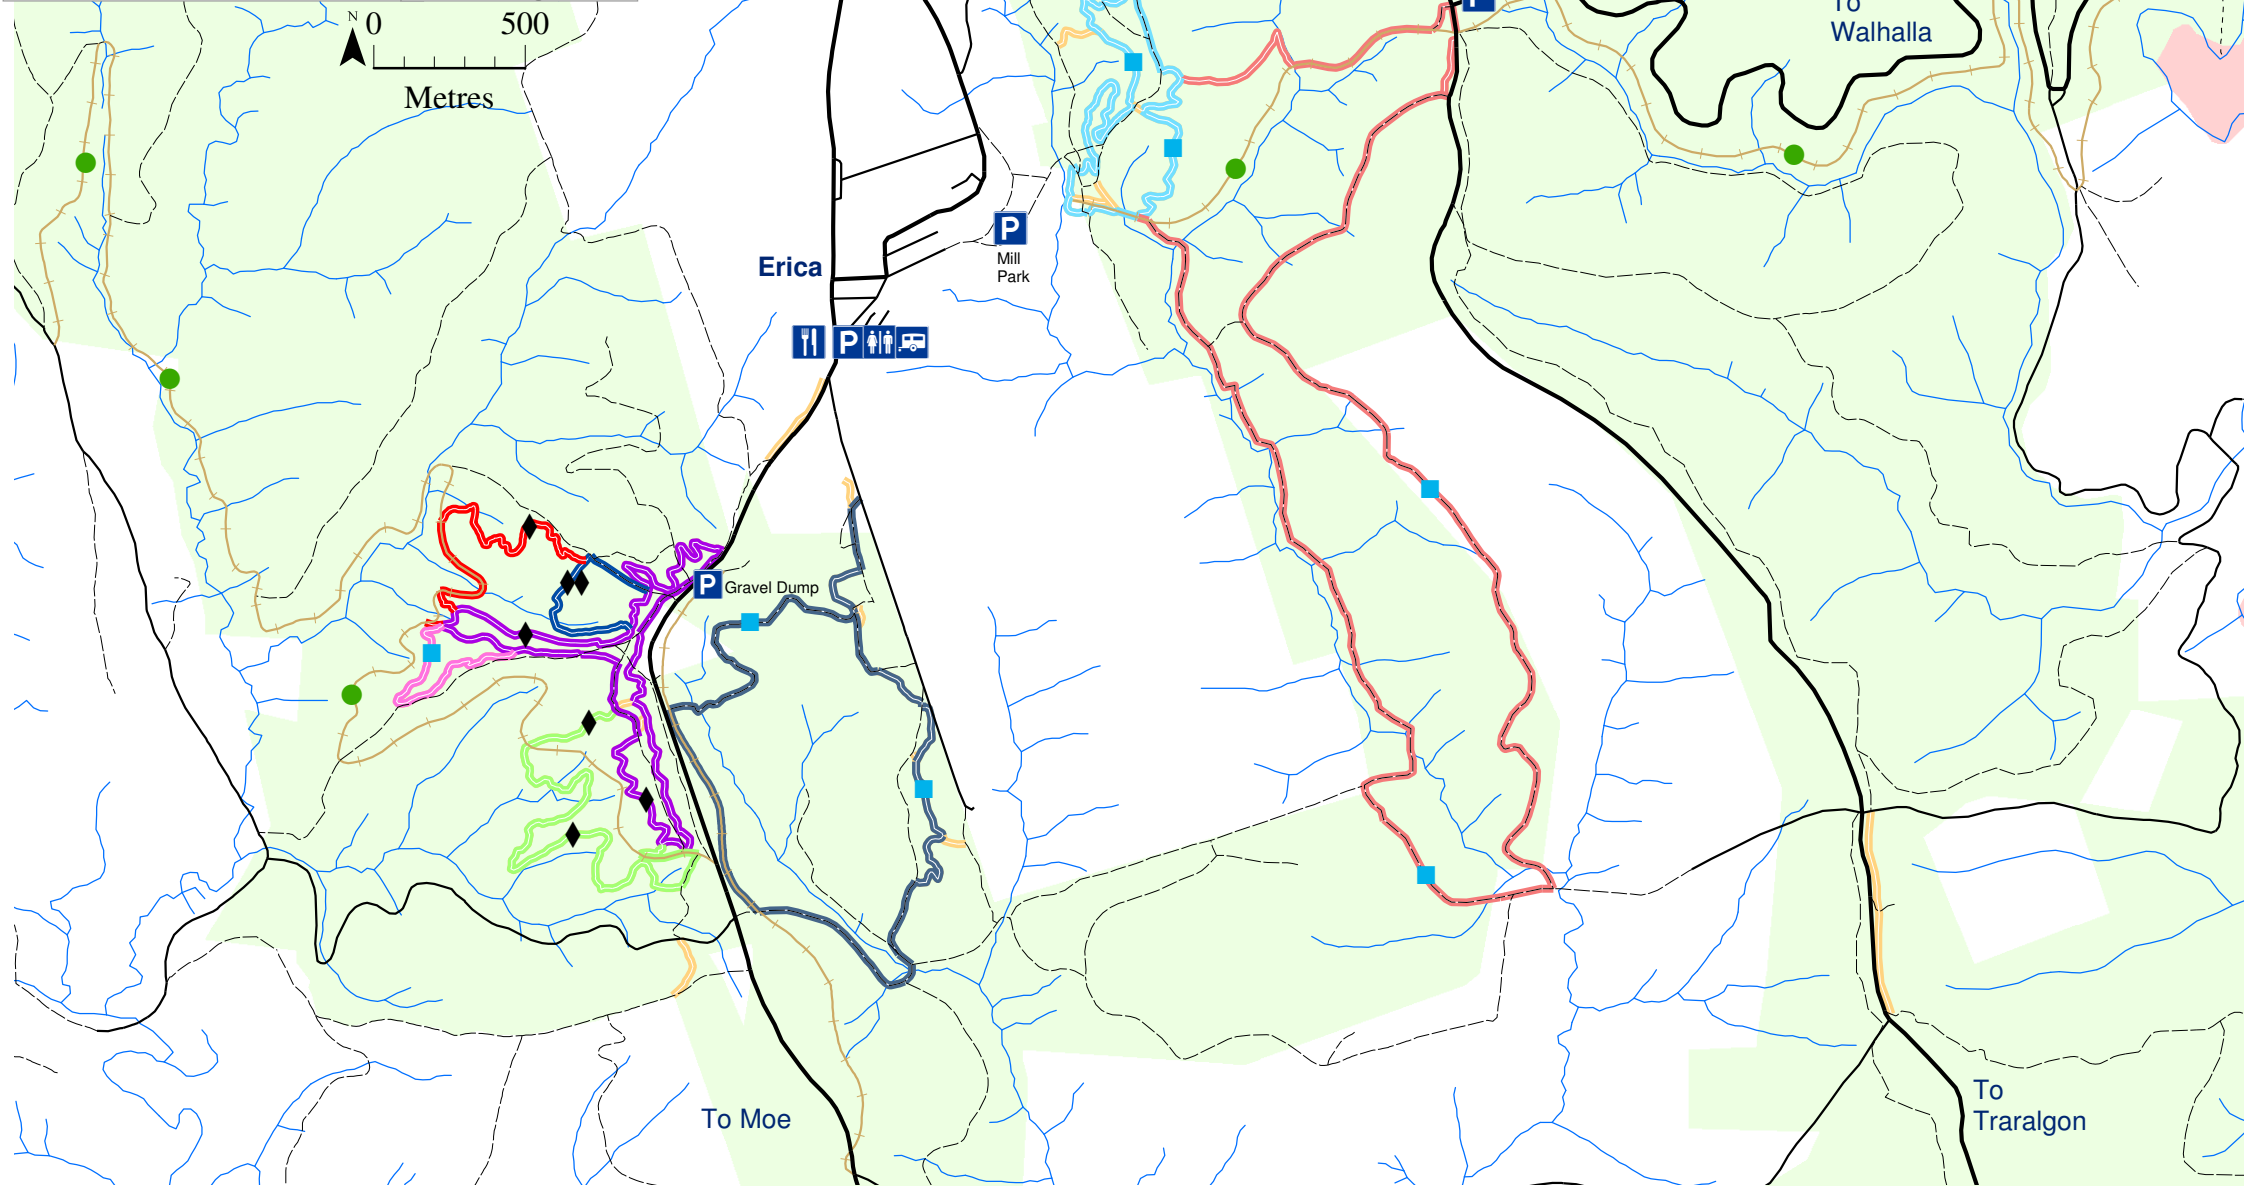 N
0 500
Metres
To
Walhalla
P
P
Mill
Park
Erica
P
P
Gravel Dump
To Moe
To
Traralgon